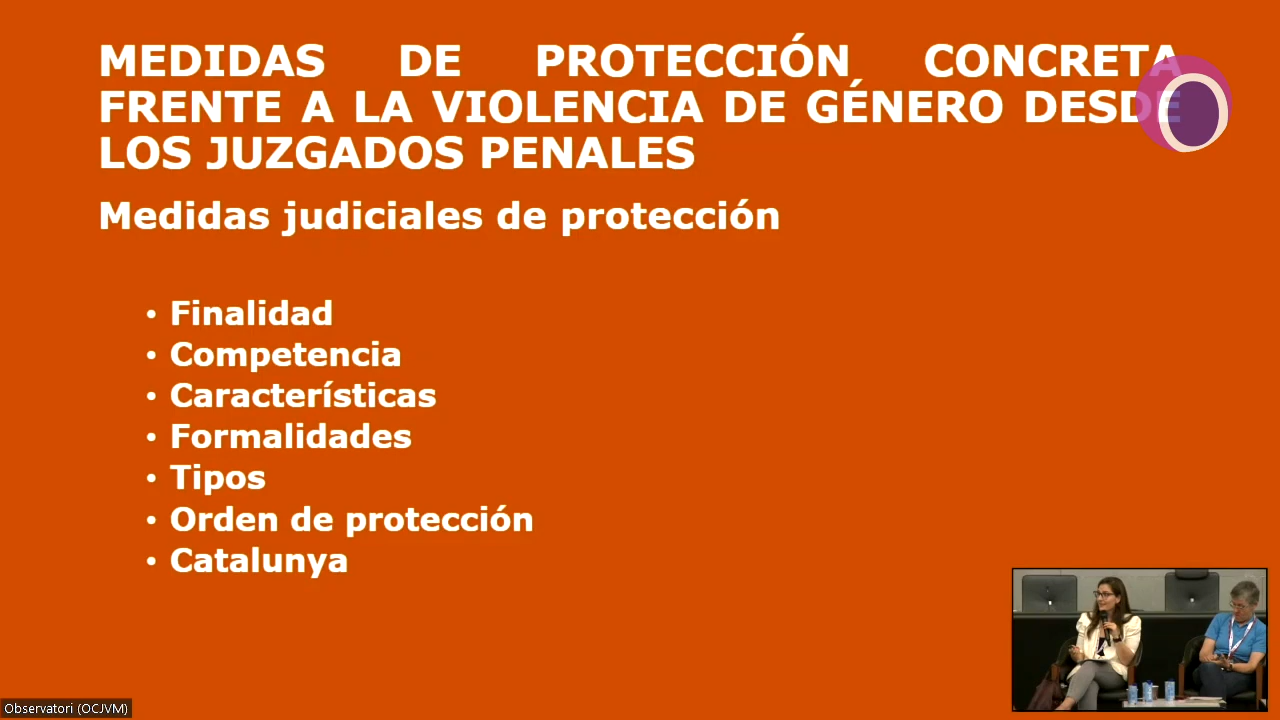 MEDIDAS DE PROTECCIÓN CONCRETA
FRENTE A LA VIOLENCIA DE GÉNERO DESDE
LOS JUZGADOS PENALES
Medidas judiciales de protección
• Finalidad
• Competencia
• Características
• Formalidades
• Tipos
• Orden de protección
• Catalunya
Observatori (OCJVM)